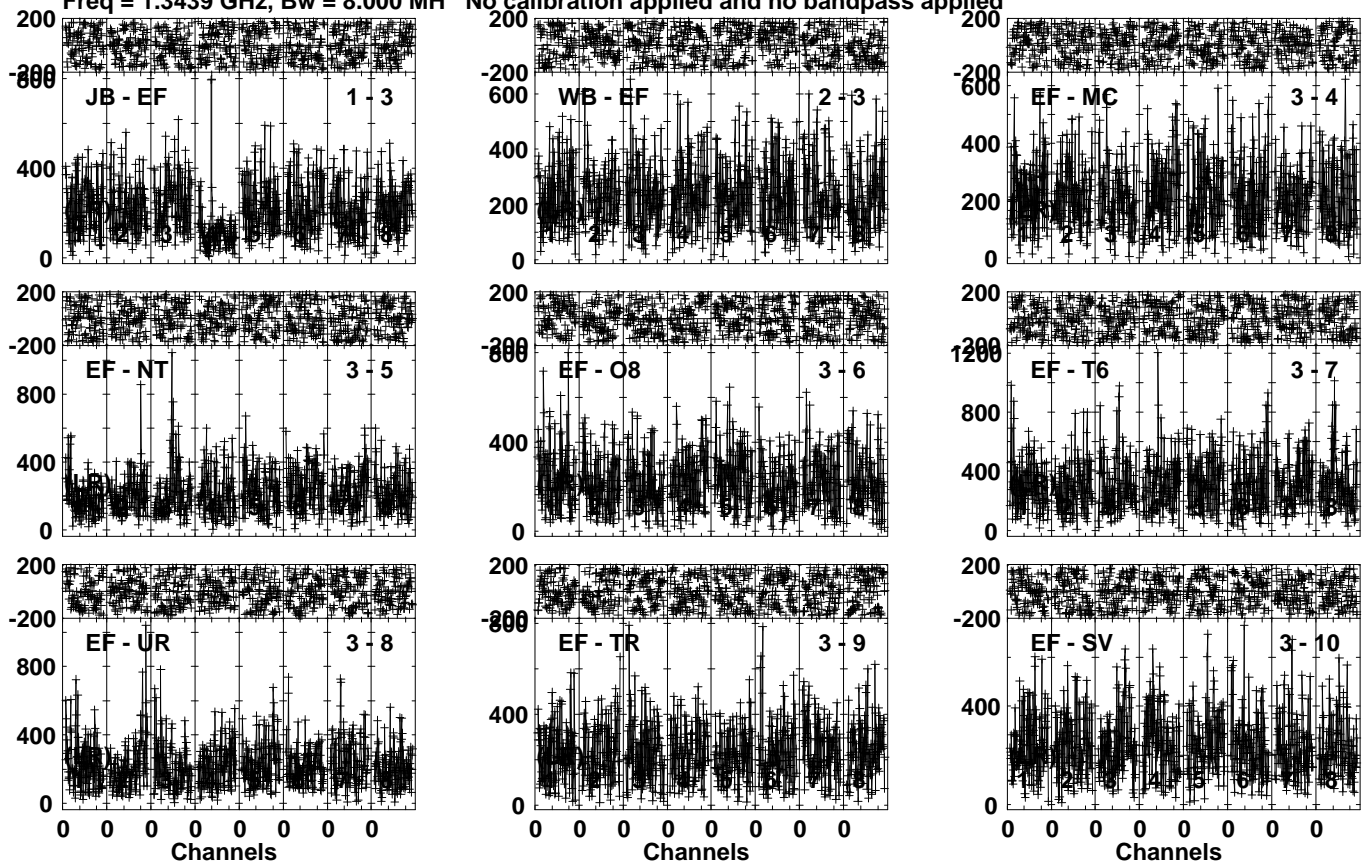 Freq = 1.3439 GHz, Bw = 8.000 MH No calibration applied and no bandpass applied
200 200 200
-200 -200 -200
JB - EF 1 - 3 WB - EF 2 - 3 EF - MC 3 - 4
600 600
400 400 400
200 200
0 0 0
200 200 200
-200 -200 -200
1200
EF - NT 3 - 5 EF - O8 3 - 6 EF - T6 3 - 7
800 800
400 400 400
0 0 0
200 200 200
-200 -200
EF - UR 3 - 8 EF - TR 3 - 9 EF - SV 3 - 10
800
400 400 400
0 0 0
0 0 0 0 0 0 0 0 0 0 0 0 0 0 0 0 0 0 0 0 0 0 0 0
Channels Channels Channels